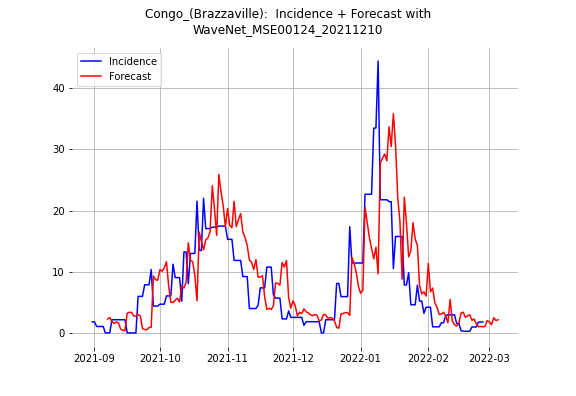 Congo_(Brazzaville):  Incidence + Forecast with
WaveNet_MSE00124_20211210
Incidence
Forecast
40
30
20
10
0
2021-09 2021-10 2021-11 2021-12 2022-01 2022-02 2022-03